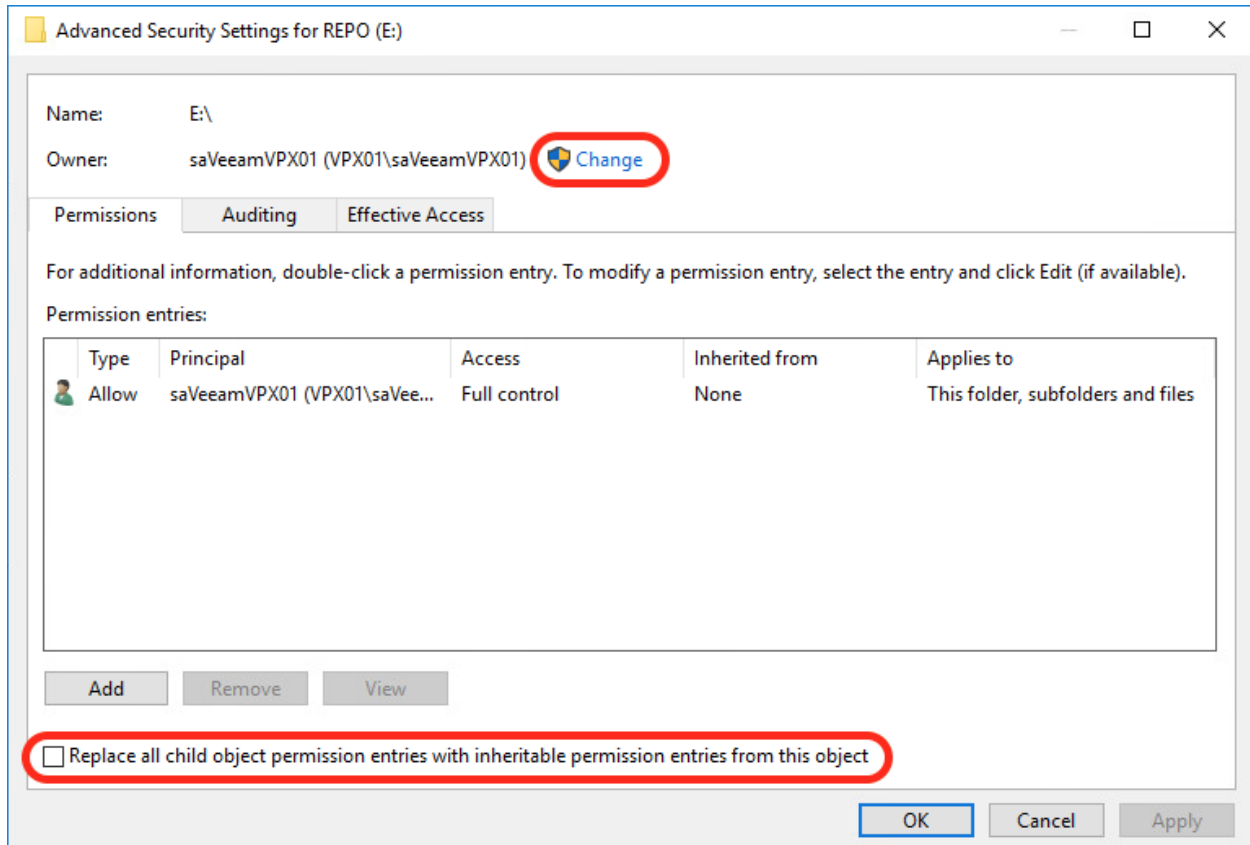 Advanced Security Settings for REPO (E:)
Name: E:\
Owner: saVeeamVPX01 (VPX01\saVeeamVPX01) Change
Permissions Auditing Effective Access
For additional information, double-click a permission entry. To modify a permission entry, select the entry and click Edit (if available).
Permission entries:
Type Principal Access Inherited from Applies to
Allow saVeeamVPX01 (VPX01\saVee... Full control None This folder, subfolders and files
Add Remove View
Replace all child object permission entries with inheritable permission entries from this object
OK Cancel Apply